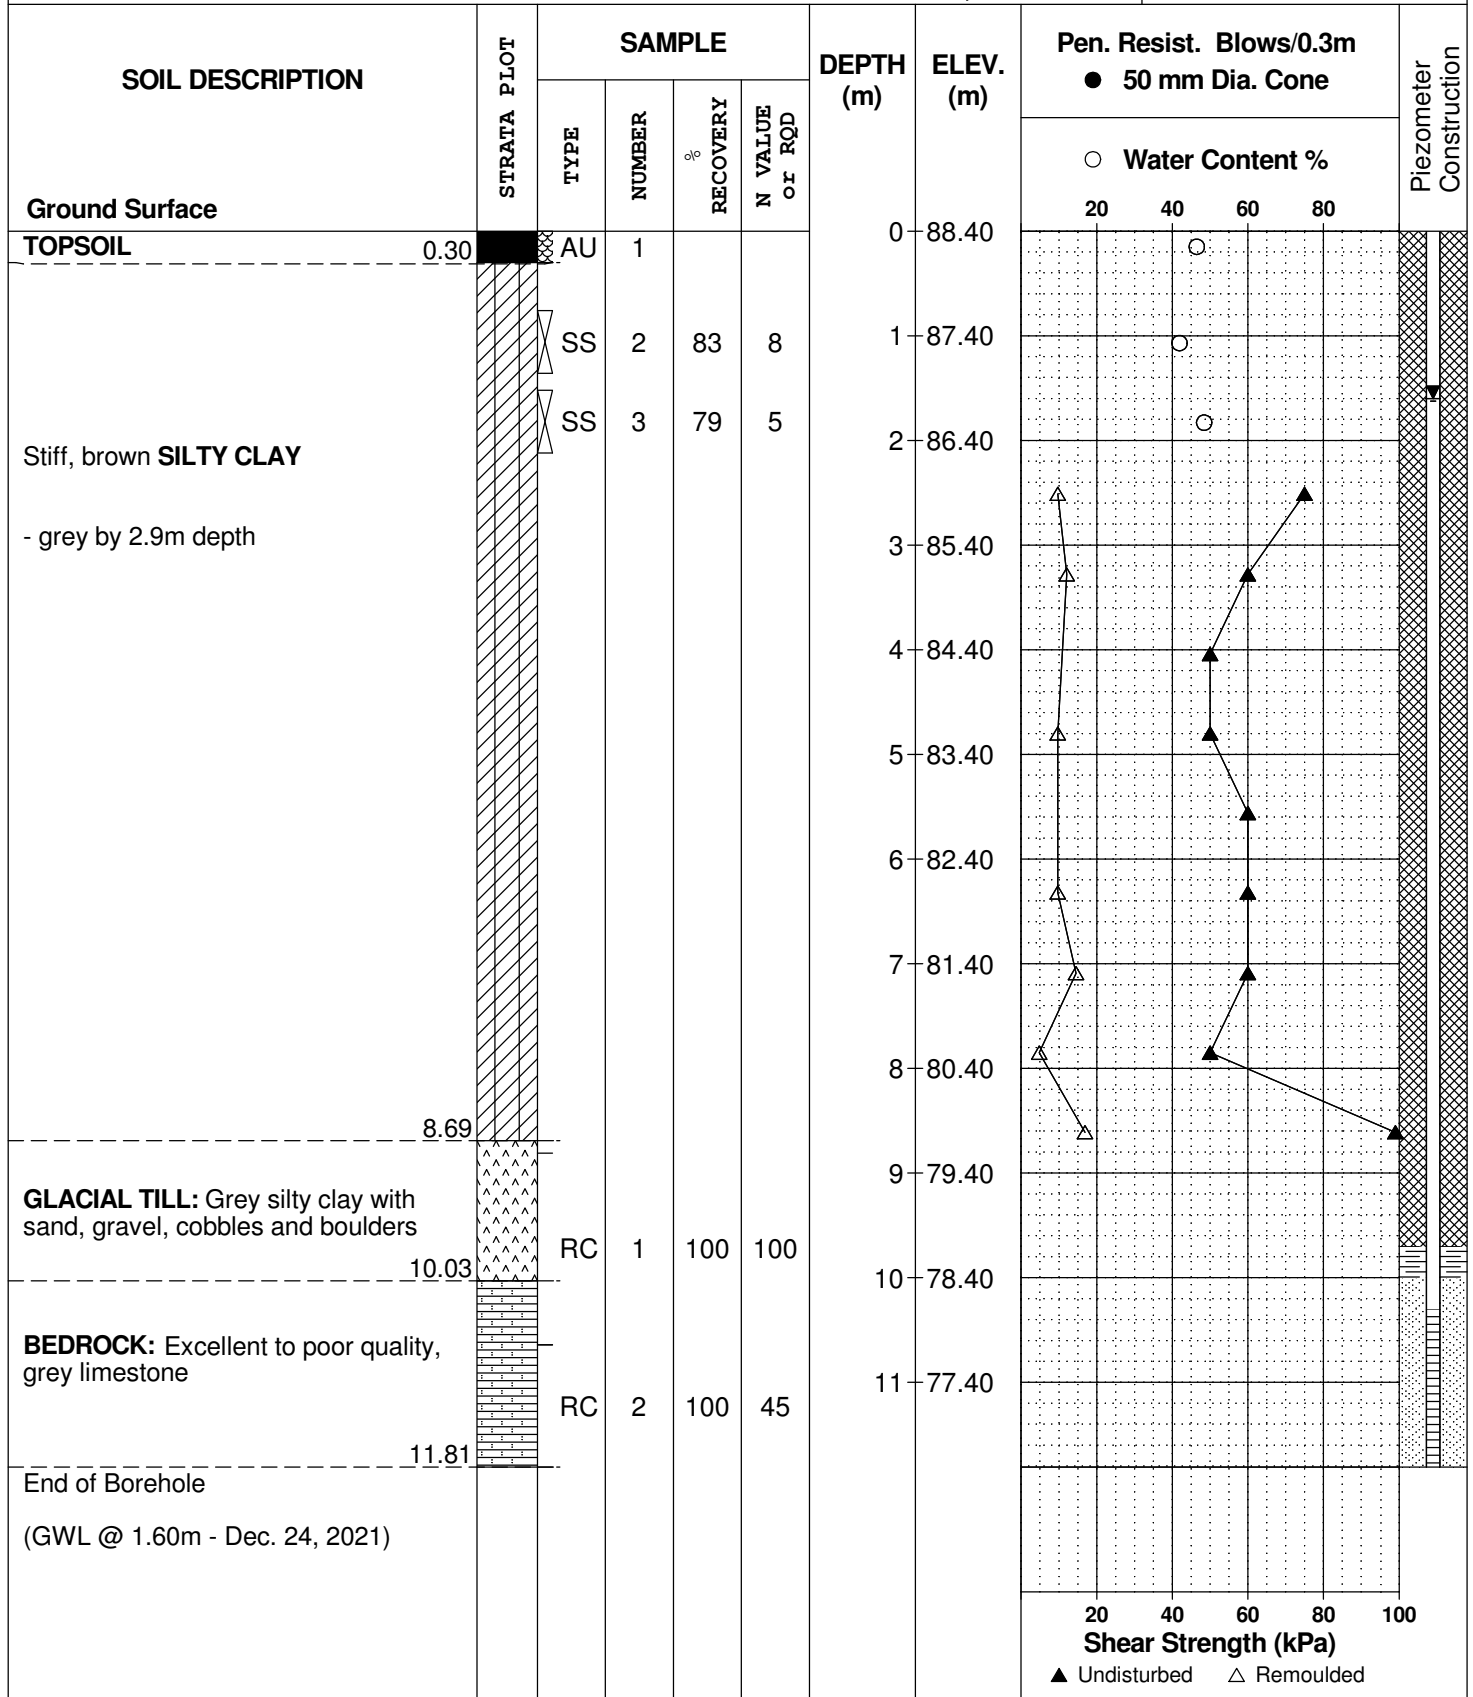 SOIL DESCRIPTION
Ground Surface
STRATA PLOT
SAMPLE
TYPE
NUMBER
%
RECOVERY
N VALUE
or RQD
DEPTH
(m)
ELEV.
(m)
Pen. Resist. Blows/0.3m
● 50 mm Dia. Cone
○ Water Content %
20 40 60 80
Piezometer
Construction
TOPSOIL 0.30
AU 1
0 88.40
SS 2 83 8
1 87.40
SS 3 79 5
2 86.40
Stiff, brown SILTY CLAY
- grey by 2.9m depth
3 85.40
4 84.40
5 83.40
6 82.40
7 81.40
8 80.40
8.69
9 79.40
GLACIAL TILL: Grey silty clay with
sand, gravel, cobbles and boulders
RC 1 100 100
10.03
10 78.40
BEDROCK: Excellent to poor quality,
grey limestone
11 77.40
RC 2 100 45
11.81
End of Borehole
(GWL @ 1.60m - Dec. 24, 2021)
20 40 60 80 100
Shear Strength (kPa)
▲ Undisturbed △ Remoulded